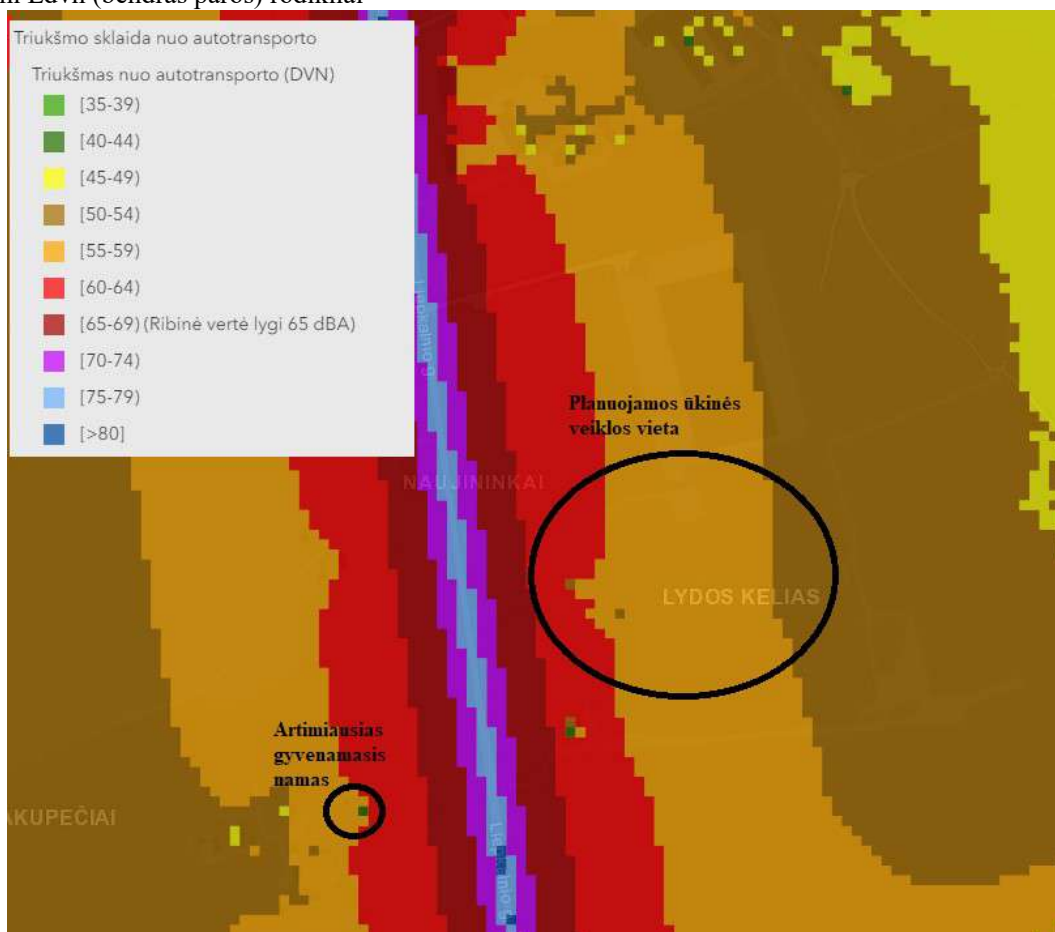 Triukšmo sklaida nuo autotransporto
Triukšmas nuo autotransporto (DVN)
[35-39)
[40-44)
[45-49)
[50-54)
[55-59)
[60-64)
[65-69) (Ribinė vertė lygi 65 dBA)
[70-74)
[75-79)
[>80]
Planuojamos ūkinės
veiklos vieta
NAUJININKAI
LYDOS KELIAS
Artimiausias
gyvenamasis
namas
AKUPEČIAI